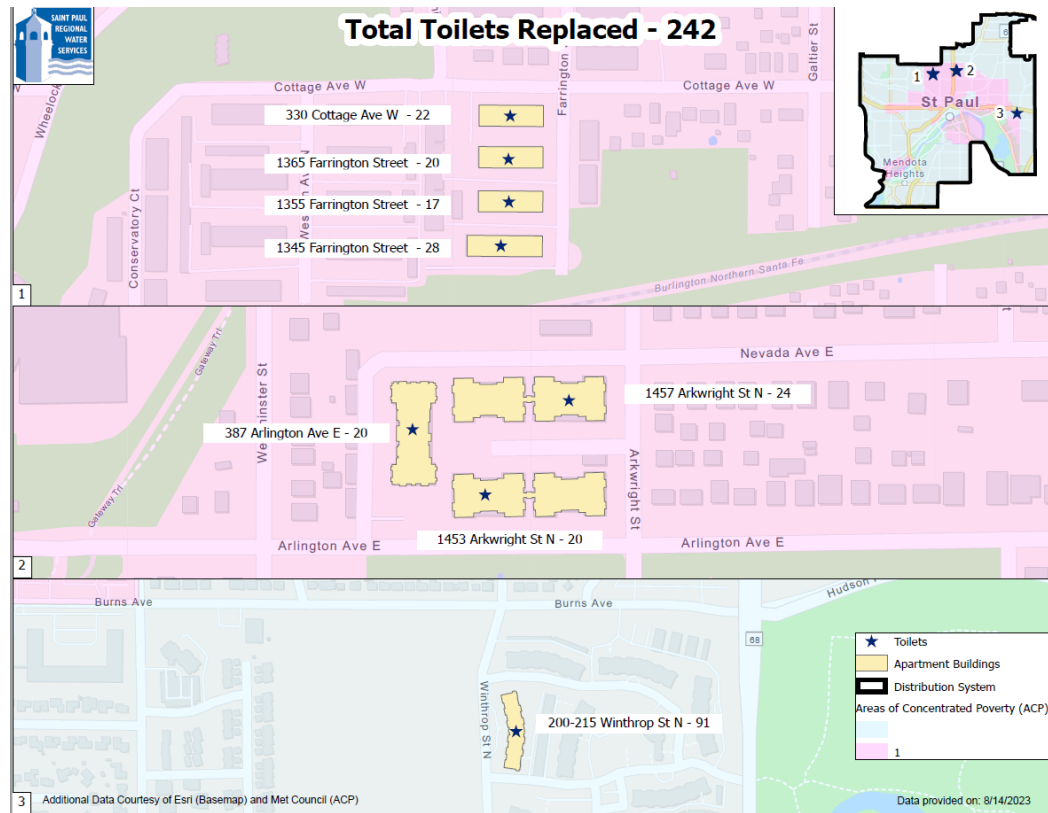 SAINT PAUL
REGIONAL
WATER
SERVICES
Total Toilets Replaced - 242
Wheelock
Cottage Ave W
Farrington
Cottage Ave W
Galtier St
330 Cottage Ave W - 22
1365 Farrington Street - 20
1355 Farrington Street - 17
1345 Farrington Street - 28
Conservatory Ct
Burlington Northern Santa Fe
1
1
2
St Paul
3
Mendota
Heights
Gateway Trl
Gateway Trl
Nevada Ave E
1457 Arkwright St N - 24
387 Arlington Ave E - 20
Arkwright St
1453 Arkwright St N - 20
Arlington Ave E
Arlington Ave E
2
Burns Ave
Burns Ave
Hudson
68
Winthrop St N
200-215 Winthrop St N - 91
Toilets
Apartment Buildings
Distribution System
Areas of Concentrated Poverty (ACP)
1
3
Additional Data Courtesy of Esri (Basemap) and Met Council (ACP)
Data provided on: 8/14/2023